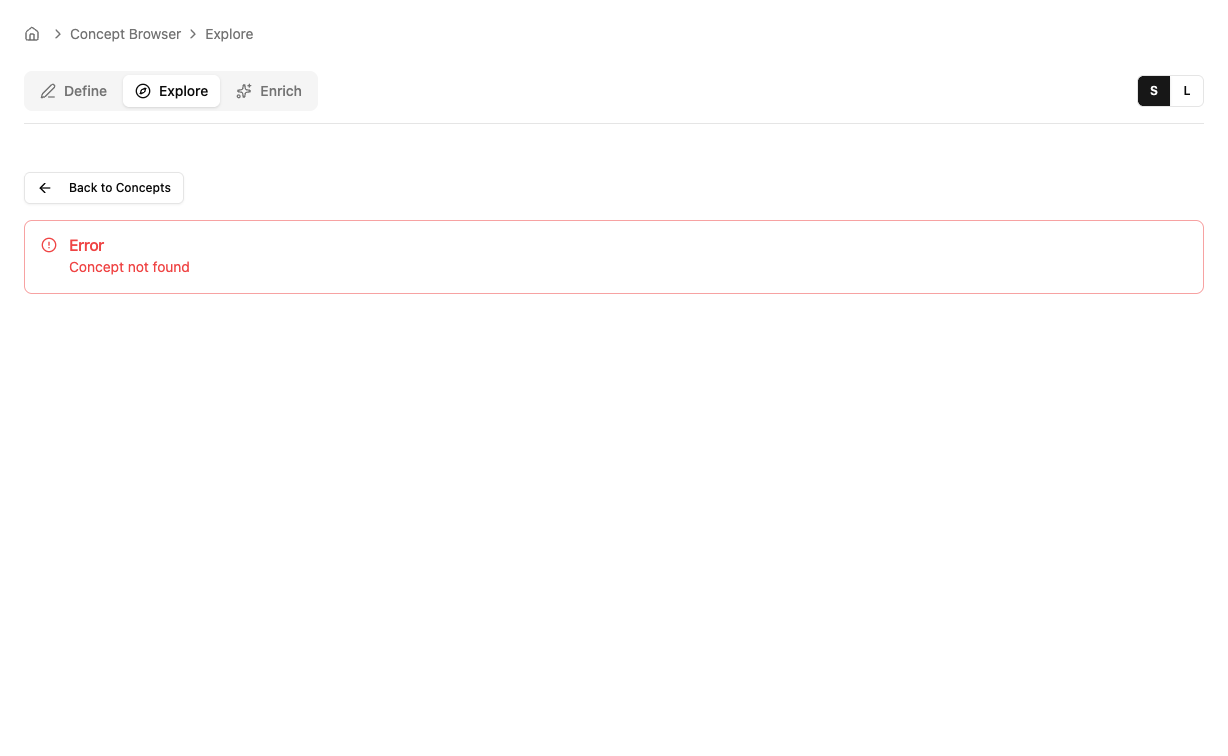 Concept Browser Explore
Define Explore Enrich S L
Back to Concepts
Error
Concept not found